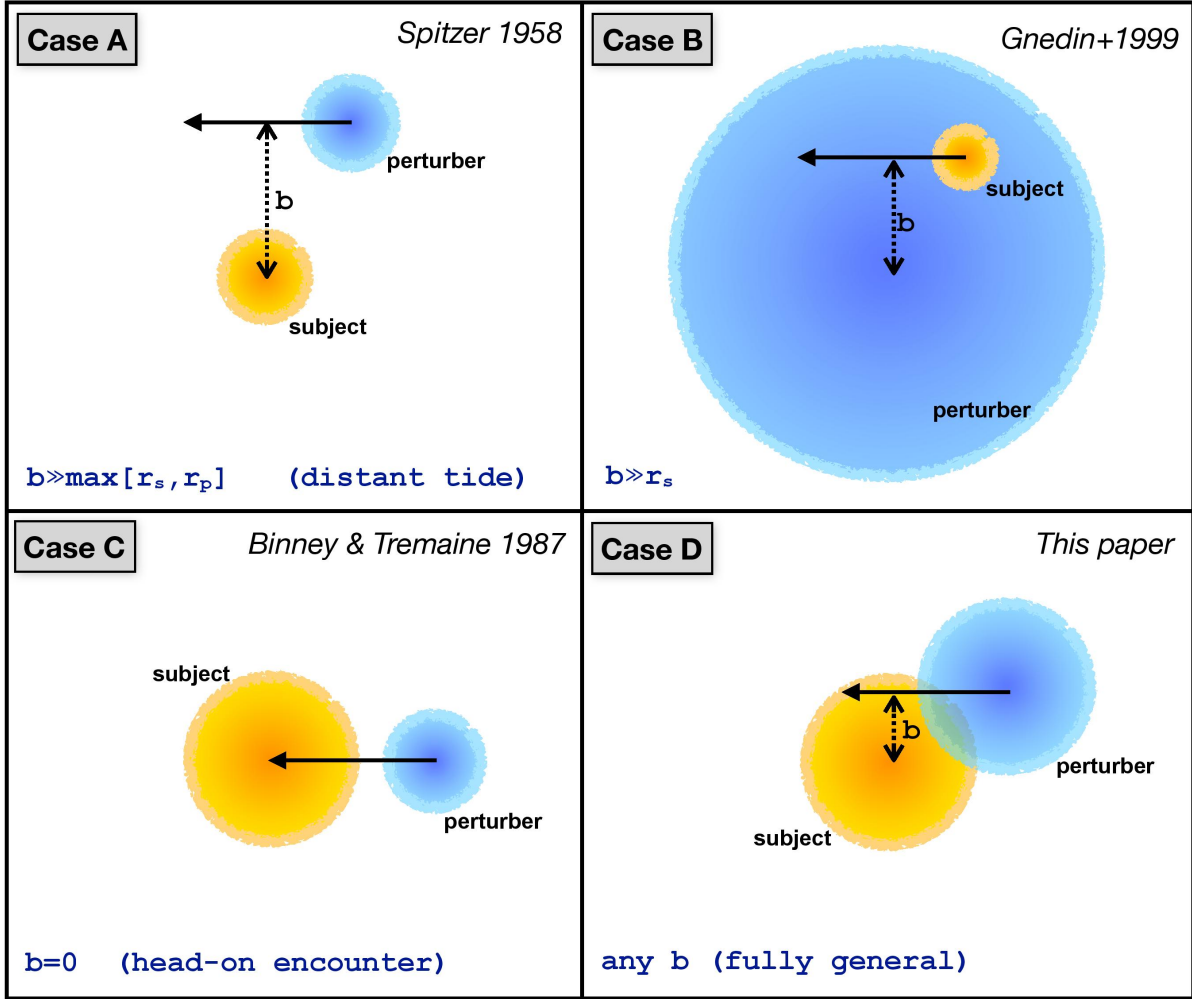 Case A
Spitzer 1958
perturber
b
subject
b≫max[rₛ,rₚ] (distant tide)
Case B
Gnedin+1999
subject
b
perturber
b≫rₛ
Case C
Binney & Tremaine 1987
subject
perturber
b=0 (head-on encounter)
Case D
This paper
b
perturber
subject
any b (fully general)